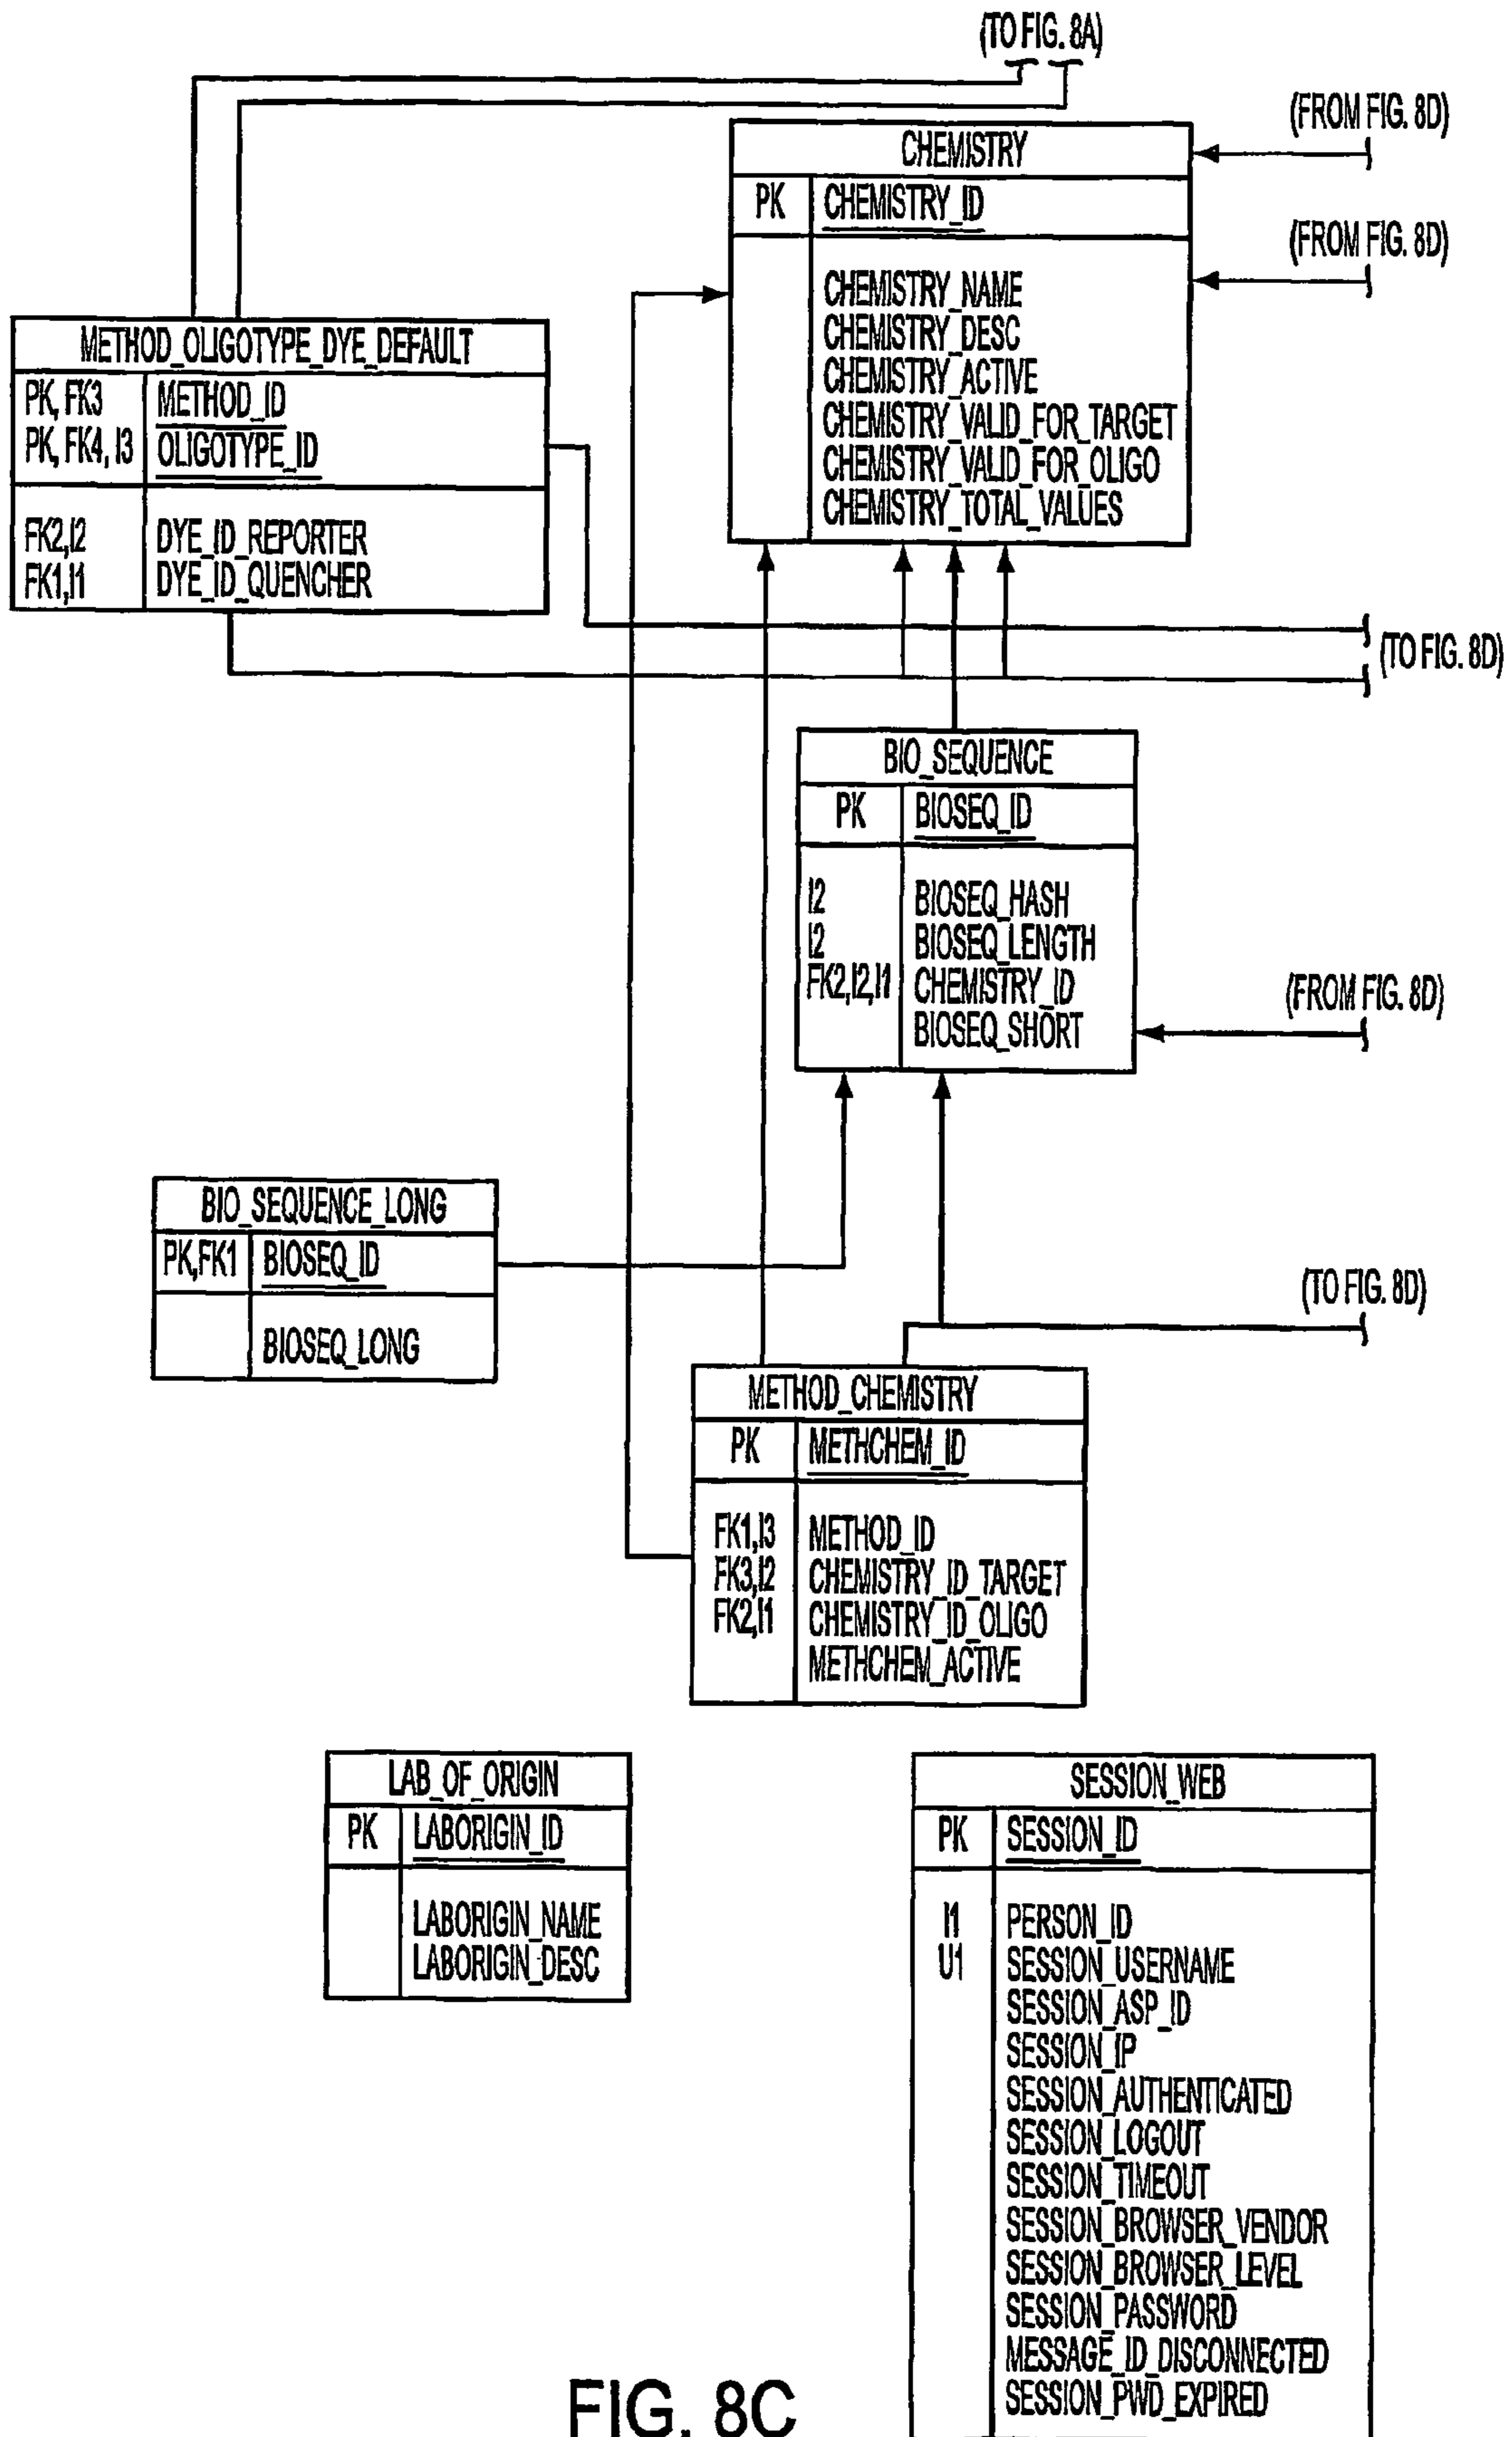 (TO FIG. 8A)
(FROM FIG. 8D)
CHEMISTRY
PK CHEMISTRY_ID
(FROM FIG. 8D)
CHEMISTRY_NAME
CHEMISTRY_DESC
CHEMISTRY_ACTIVE
CHEMISTRY_VALID_FOR_TARGET
CHEMISTRY_VALID_FOR_OLIGO
CHEMISTRY_TOTAL_VALUES
METHOD_OLIGOTYPE_DYE_DEFAULT
PK, FK3 METHOD_ID
PK, FK4, I3 OLIGOTYPE_ID
FK2,I2 DYE_ID_REPORTER
FK1,I1 DYE_ID_QUENCHER
(TO FIG. 8D)
BIO_SEQUENCE
PK BIOSEQ_ID
I2 BIOSEQ_HASH
I2 BIOSEQ_LENGTH
FK2,I2,I1 CHEMISTRY_ID
BIOSEQ_SHORT
(FROM FIG. 8D)
BIO_SEQUENCE_LONG
PK,FK1 BIOSEQ_ID
BIOSEQ_LONG
(TO FIG. 8D)
METHOD_CHEMISTRY
PK METHCHEM_ID
FK1,I3 METHOD_ID
FK3,I2 CHEMISTRY_ID_TARGET
FK2,I1 CHEMISTRY_ID_OLIGO
METHCHEM_ACTIVE
LAB_OF_ORIGIN
PK LABORIGIN_ID
LABORIGIN_NAME
LABORIGIN_DESC
SESSION_WEB
PK SESSION_ID
I1 PERSON_ID
U1 SESSION_USERNAME
SESSION_ASP_ID
SESSION_IP
SESSION_AUTHENTICATED
SESSION_LOGOUT
SESSION_TIMEOUT
SESSION_BROWSER_VENDOR
SESSION_BROWSER_LEVEL
SESSION_PASSWORD
MESSAGE_ID_DISCONNECTED
SESSION_PWD_EXPIRED
FIG. 8C